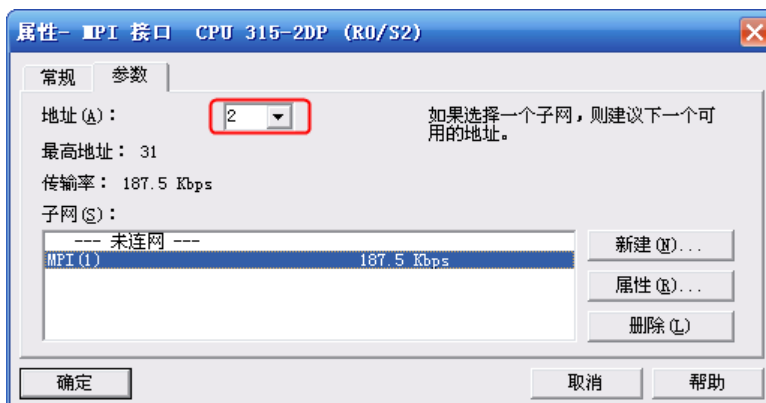 属性- MPI 接口 CPU 315-2DP (R0/S2)
常规 参数
地址(A)： 2
如果选择一个子网，则建议下一个可
用的地址。
最高地址： 31
传输率： 187.5 Kbps
子网(S)：
--- 未连网 ---
MPI(1) 187.5 Kbps
新建(N)...
属性(R)...
删除(L)
确定 取消 帮助